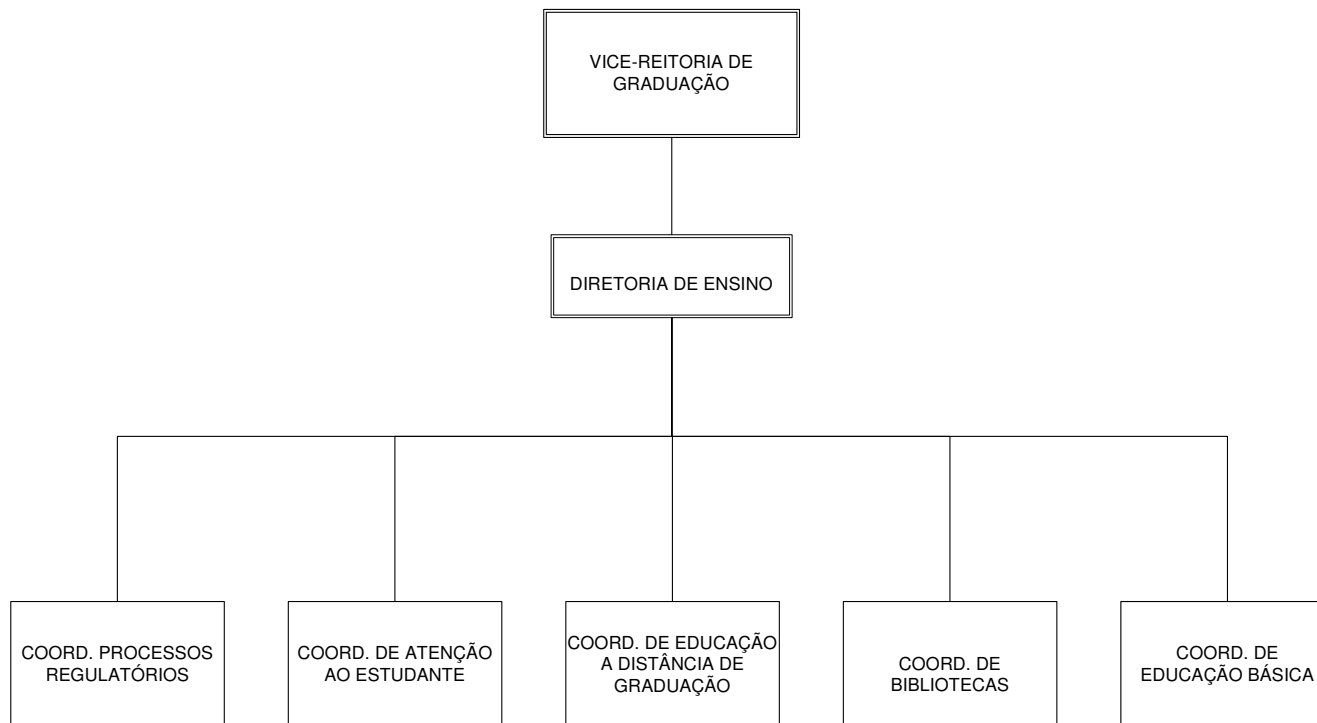 VICE-REITORIA DE
GRADUAÇÃO
DIRETORIA DE ENSINO
COORD. PROCESSOS
REGULATÓRIOS
COORD. DE ATENÇÃO
AO ESTUDANTE
COORD. DE EDUCAÇÃO
A DISTÂNCIA DE
GRADUAÇÃO
COORD. DE
BIBLIOTECAS
COORD. DE
EDUCAÇÃO BÁSICA